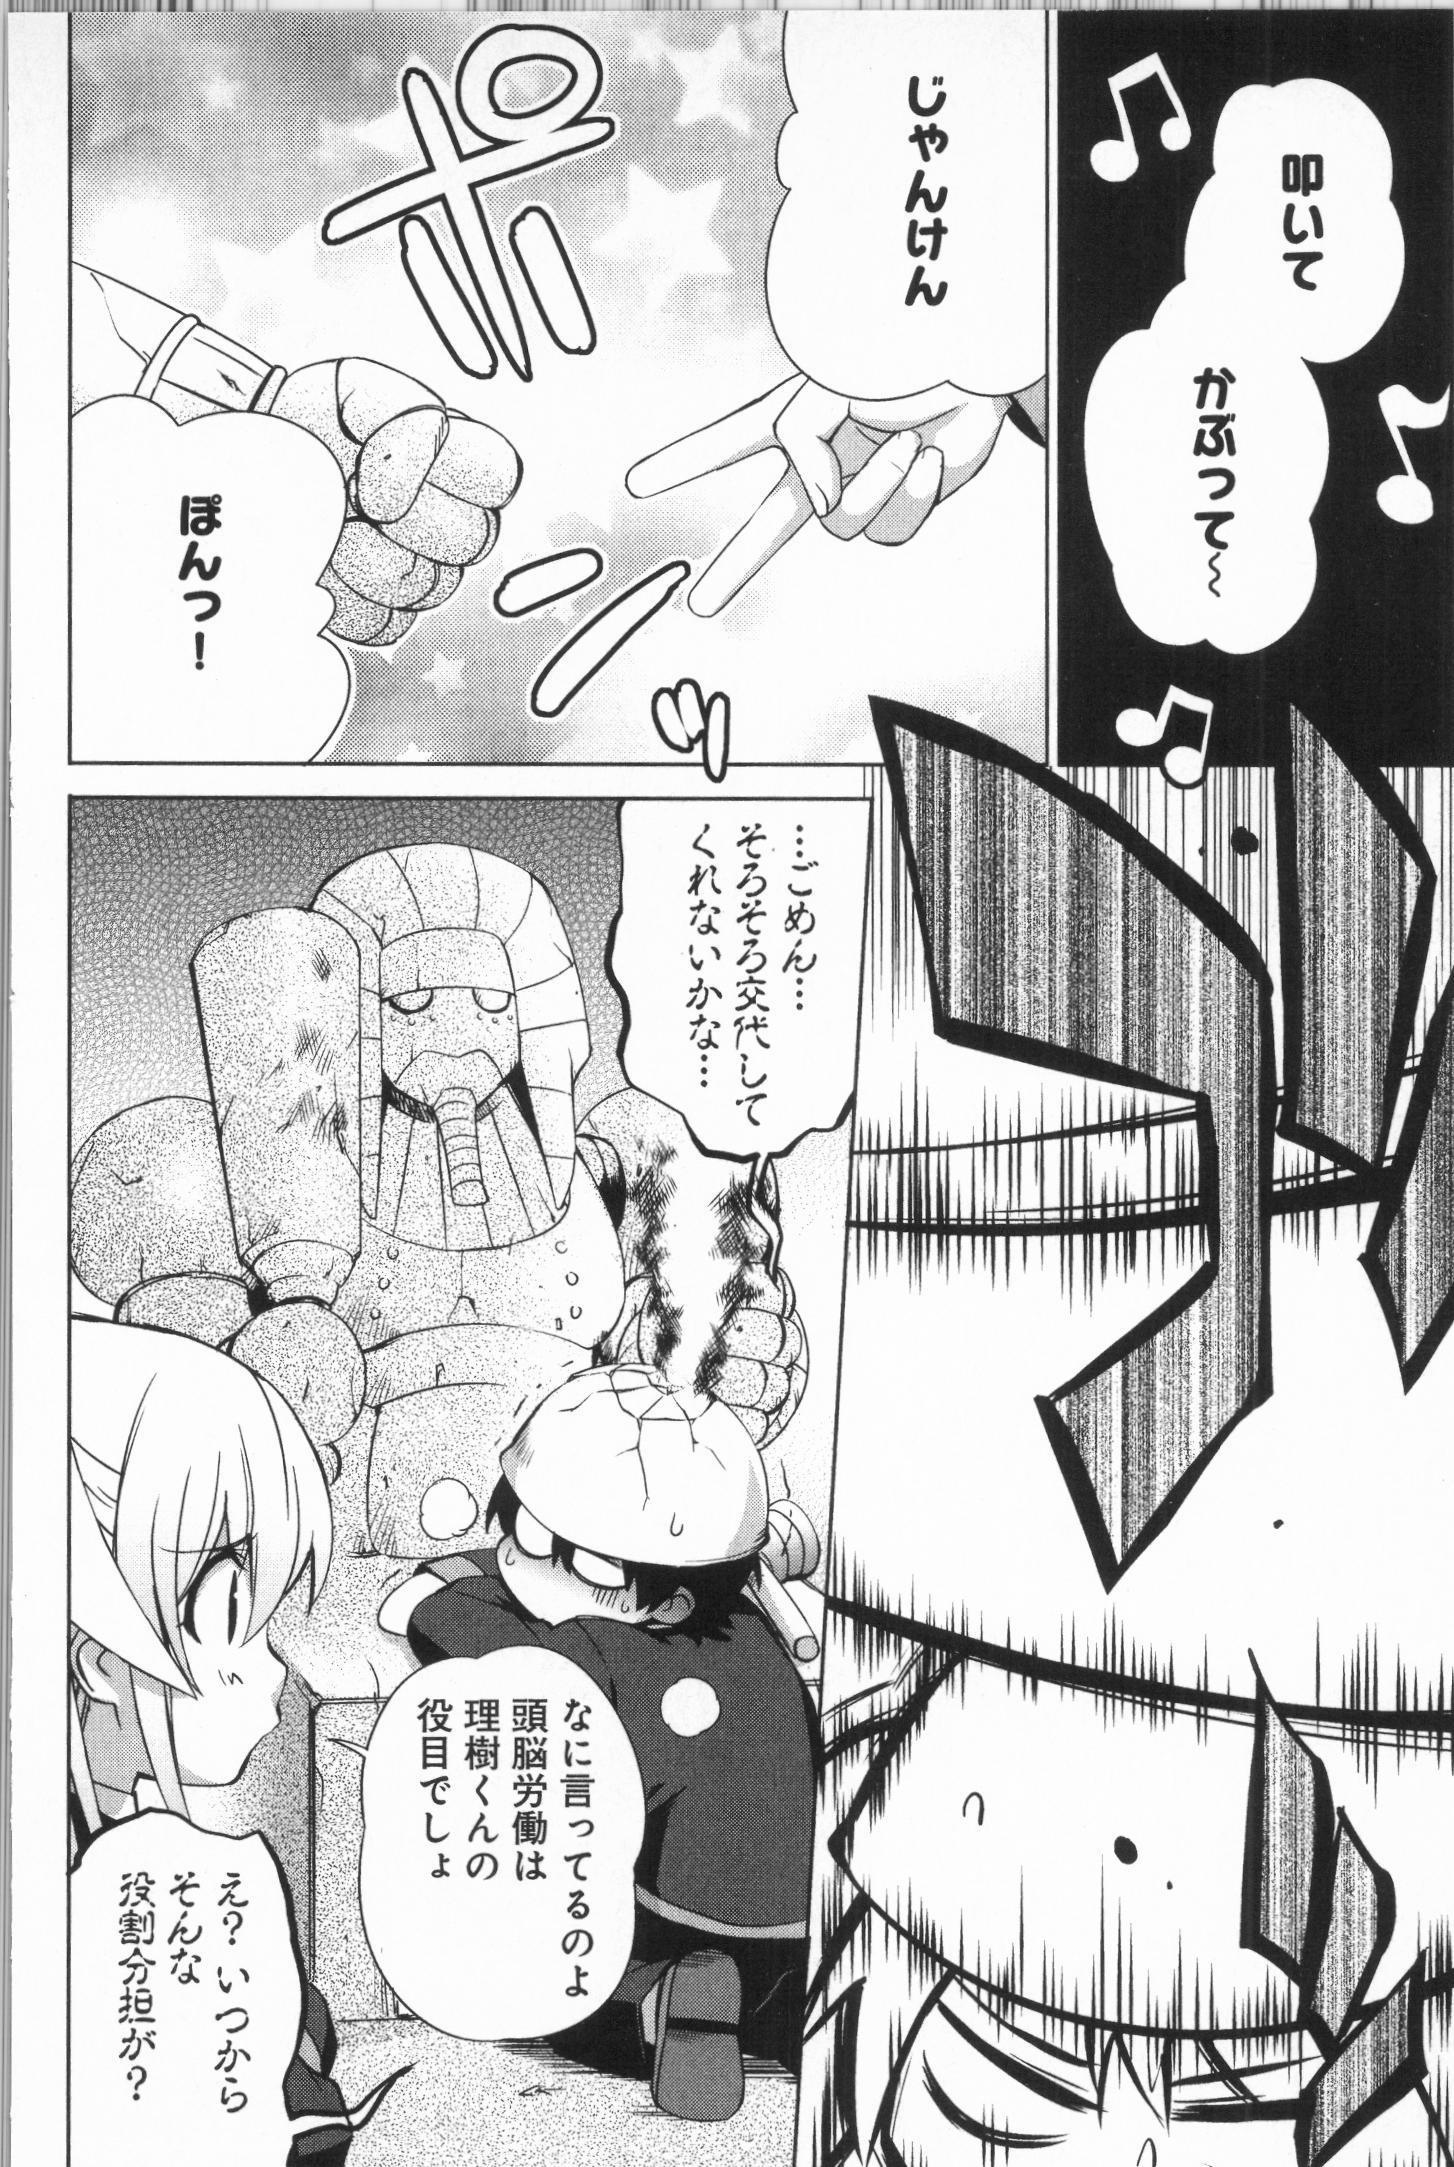 叩いて
かぶって～
じゃんけん
ポンッ
ぽんっ！
…ごめん…
そろそろ交代して
くれないかな…
なに言ってるのよ
頭脳労働は
理樹くんの
役目でしょ
え？いつから
そんな
役割分担が？